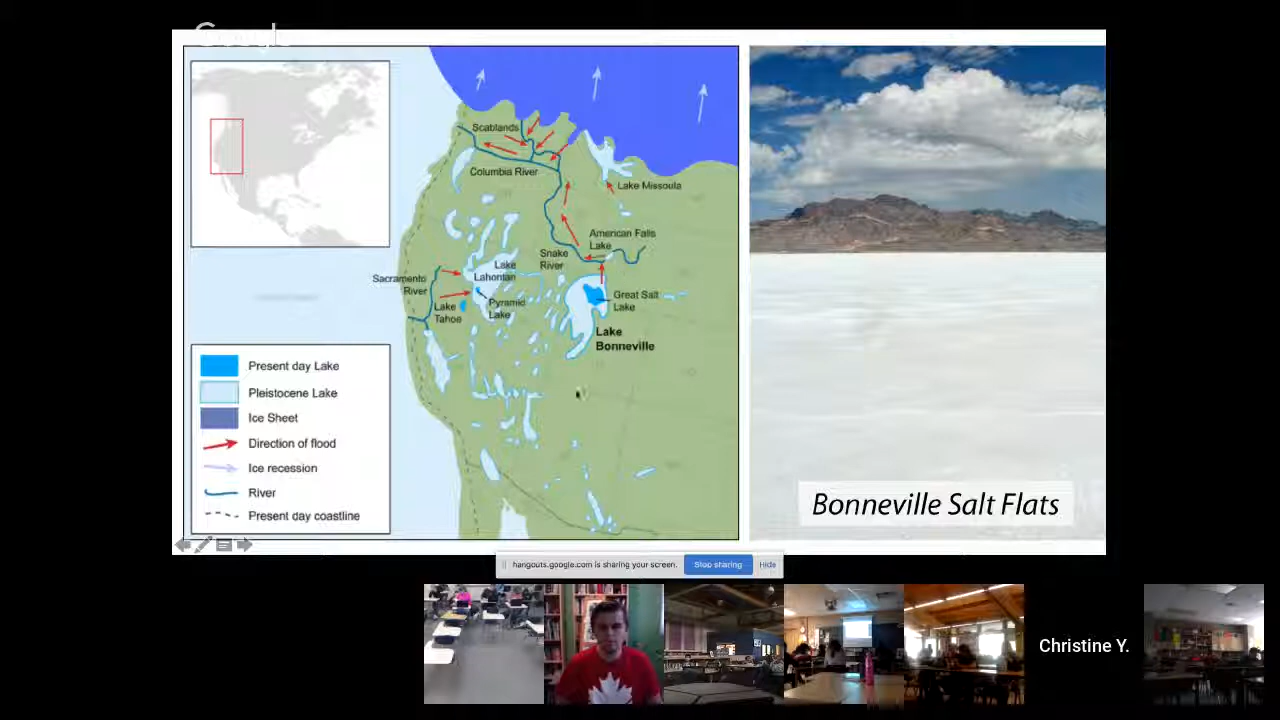 Google
Scablands
Columbia River
Lake Missoula
American Falls
Lake
Snake
River
Lake
Lahontan
Sacramento
River
Pyramid
Lake
Lake
Tahoe
Great Salt
Lake
Lake
Bonneville
Present day Lake
Pleistocene Lake
Ice Sheet
Direction of flood
Ice recession
River
Present day coastline
Bonneville Salt Flats
hangouts.google.com is sharing your screen.
Stop sharing
Hide
Christine Y.